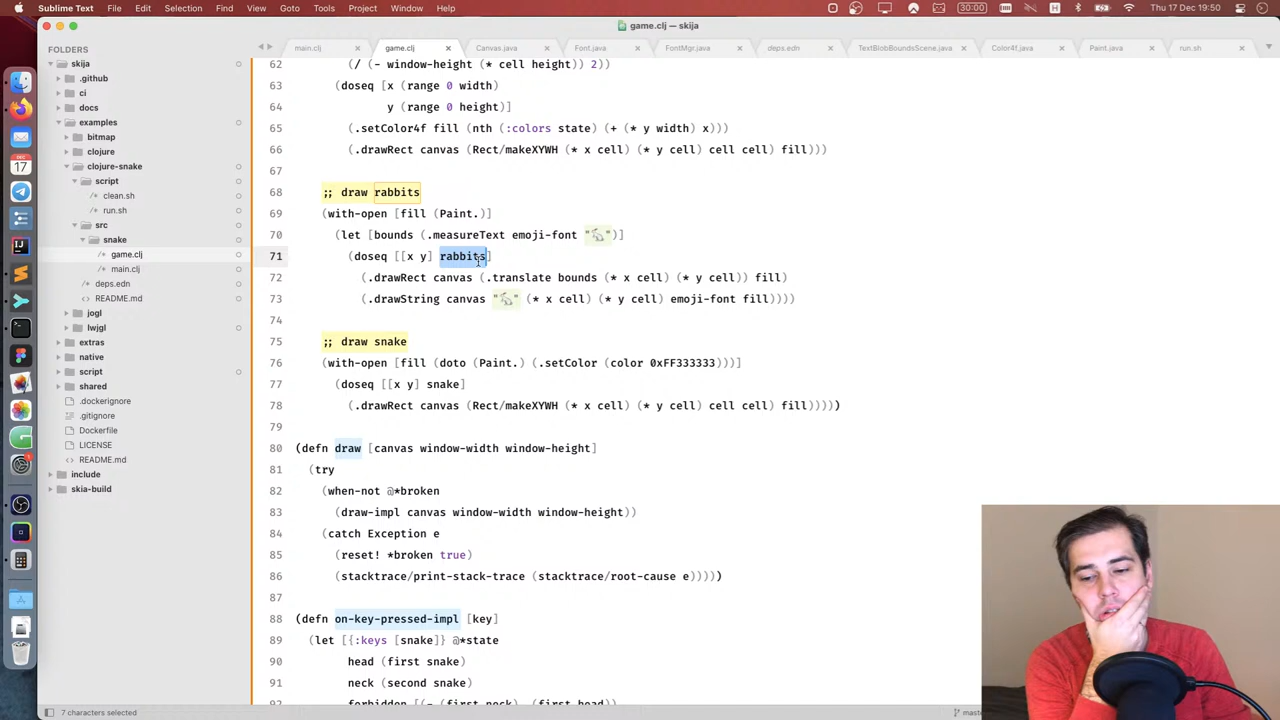 Sublime Text File Edit Selection Find View Goto Tools Project Window Help Thu 17 Dec 19:50
game.clj — skija
FOLDERS
main.clj game.clj Canvas.java Font.java FontMgr.java deps.edn TextBlobBoundsScene.java Color4f.java Paint.java run.sh
skija
.github
ci
docs
examples
bitmap
clojure
clojure-snake
script
clean.sh
run.sh
src
snake
game.clj
main.clj
deps.edn
README.md
jogl
lwjgl
extras
native
script
shared
.dockerignore
.gitignore
Dockerfile
LICENSE
README.md
include
skia-build
62 (/ (- window-height (* cell height)) 2))
63 (doseq [x (range 0 width)
64 y (range 0 height)]
65 (.setColor4f fill (nth (:colors state) (+ (* y width) x)))
66 (.drawRect canvas (Rect/makeXYWH (* x cell) (* y cell) cell cell) fill)))
67
68 ;; draw rabbits
69 (with-open [fill (Paint.)]
70 (let [bounds (.measureText emoji-font "🐇")]
71 (doseq [[x y] rabbits]
72 (.drawRect canvas (.translate bounds (* x cell) (* y cell)) fill)
73 (.drawString canvas "🐇" (* x cell) (* y cell) emoji-font fill))))
74
75 ;; draw snake
76 (with-open [fill (doto (Paint.) (.setColor (color 0xFF333333)))]
77 (doseq [[x y] snake]
78 (.drawRect canvas (Rect/makeXYWH (* x cell) (* y cell) cell cell) fill)))))
79
80 (defn draw [canvas window-width window-height]
81 (try
82 (when-not @*broken
83 (draw-impl canvas window-width window-height))
84 (catch Exception e
85 (reset! *broken true)
86 (stacktrace/print-stack-trace (stacktrace/root-cause e)))))
87
88 (defn on-key-pressed-impl [key]
89 (let [{:keys [snake]} @*state
90 head (first snake)
91 neck (second snake)
7 characters selected